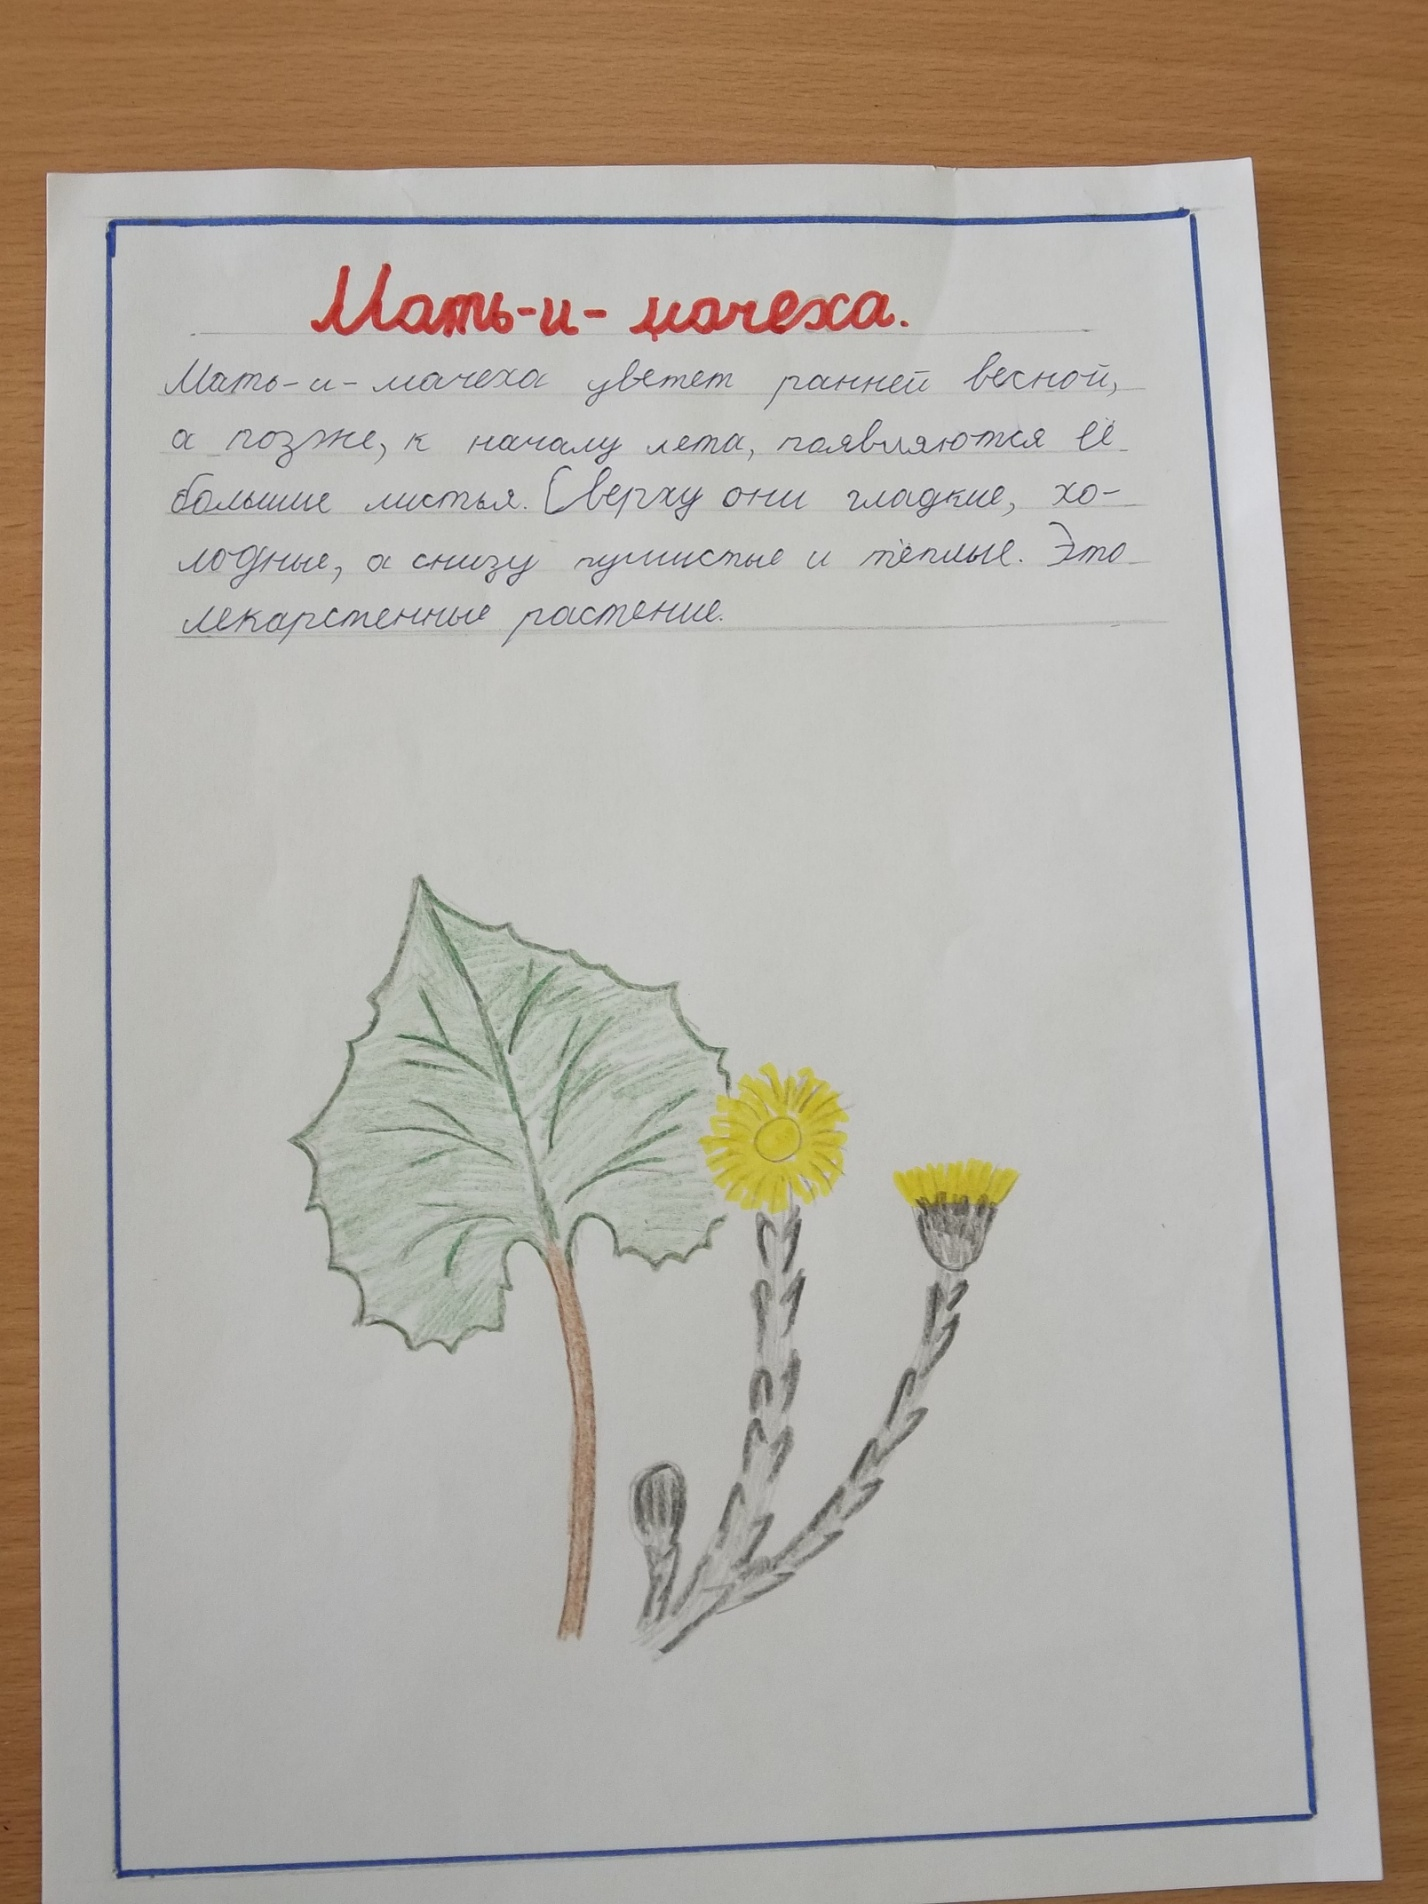 Мать-и-мачеха.
Мать-и-мачеха цветет ранней весной,
а позже, к началу лета, появляются её
большие листья. Сверху они гладкие, хо-
лодные, а снизу пушистые и тёплые. Это
лекарстенные растение.